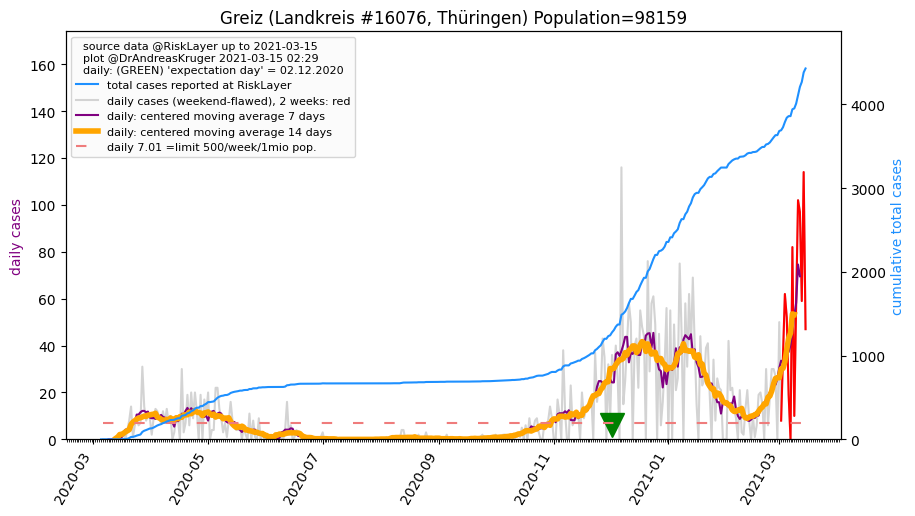 Greiz (Landkreis #16076, Thüringen) Population=98159
source data @RiskLayer up to 2021-03-15
plot @DrAndreasKruger 2021-03-15 02:29
daily: (GREEN) 'expectation day' = 02.12.2020
total cases reported at RiskLayer
daily cases (weekend-flawed), 2 weeks: red
daily: centered moving average 7 days
daily: centered moving average 14 days
daily 7.01 =limit 500/week/1mio pop.
daily cases
160
140
120
100
80
60
40
20
0
cumulative total cases
4000
3000
2000
1000
0
2020-03
2020-05
2020-07
2020-09
2020-11
2021-01
2021-03